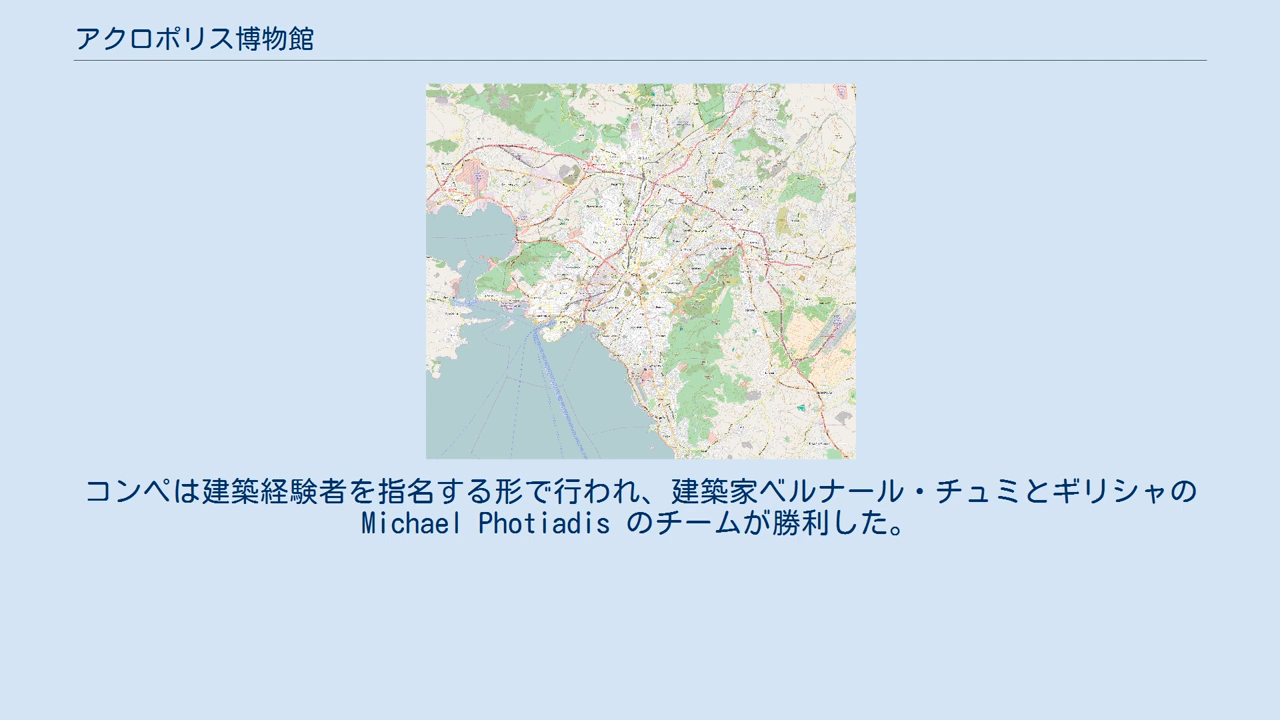 アクロポリス博物館
コンペは建築経験者を指名する形で行われ、建築家ベルナール・チュミとギリシャの
Michael Photiadis のチームが勝利した。